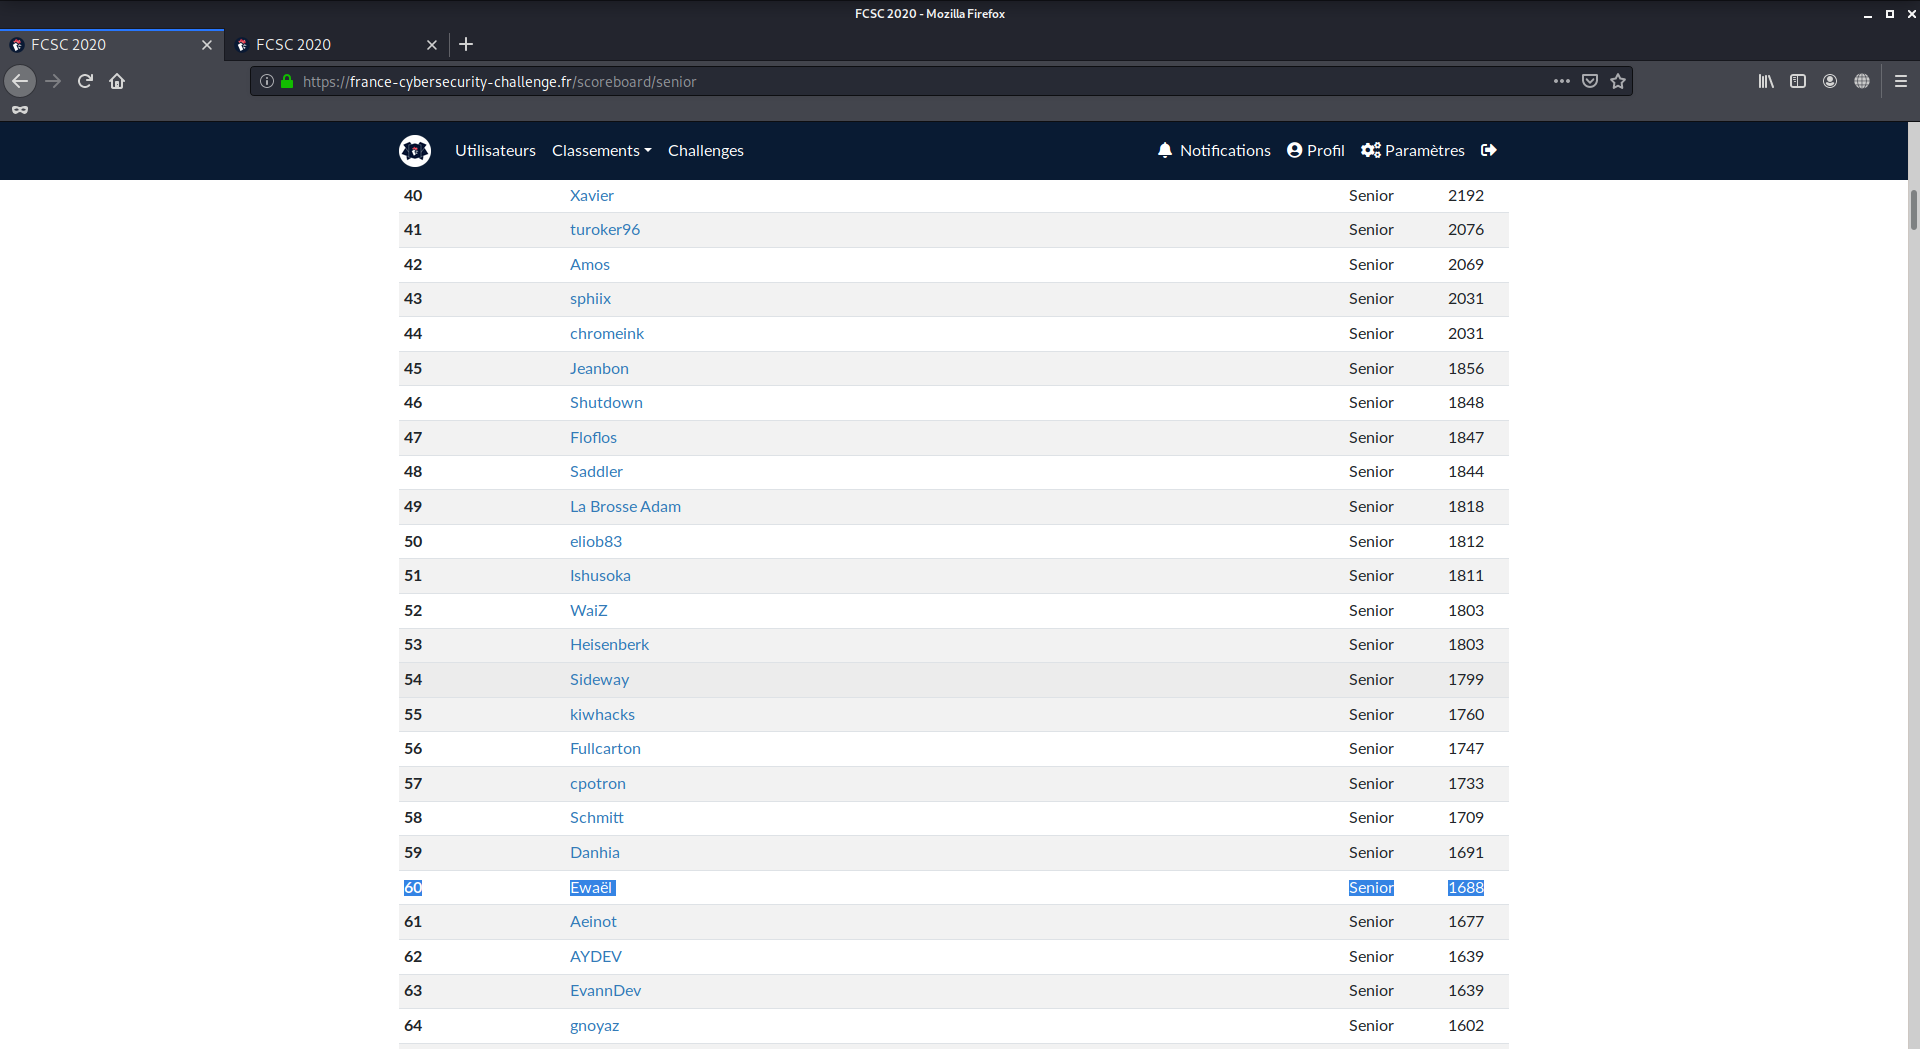 FCSC 2020 - Mozilla Firefox
FCSC 2020
FCSC 2020
https://france-cybersecurity-challenge.fr/scoreboard/senior
Utilisateurs Classements Challenges Notifications Profil Paramètres
40 Xavier Senior 2192
41 turoker96 Senior 2076
42 Amos Senior 2069
43 sphiix Senior 2031
44 chromeink Senior 2031
45 Jeanbon Senior 1856
46 Shutdown Senior 1848
47 Floflos Senior 1847
48 Saddler Senior 1844
49 La Brosse Adam Senior 1818
50 eliob83 Senior 1812
51 Ishusoka Senior 1811
52 WaiZ Senior 1803
53 Heisenberk Senior 1803
54 Sideway Senior 1799
55 kiwhacks Senior 1760
56 Fullcarton Senior 1747
57 cpotron Senior 1733
58 Schmitt Senior 1709
59 Danhia Senior 1691
60 Ewaël Senior 1688
61 Aeinot Senior 1677
62 AYDEV Senior 1639
63 EvannDev Senior 1639
64 gnoyaz Senior 1602